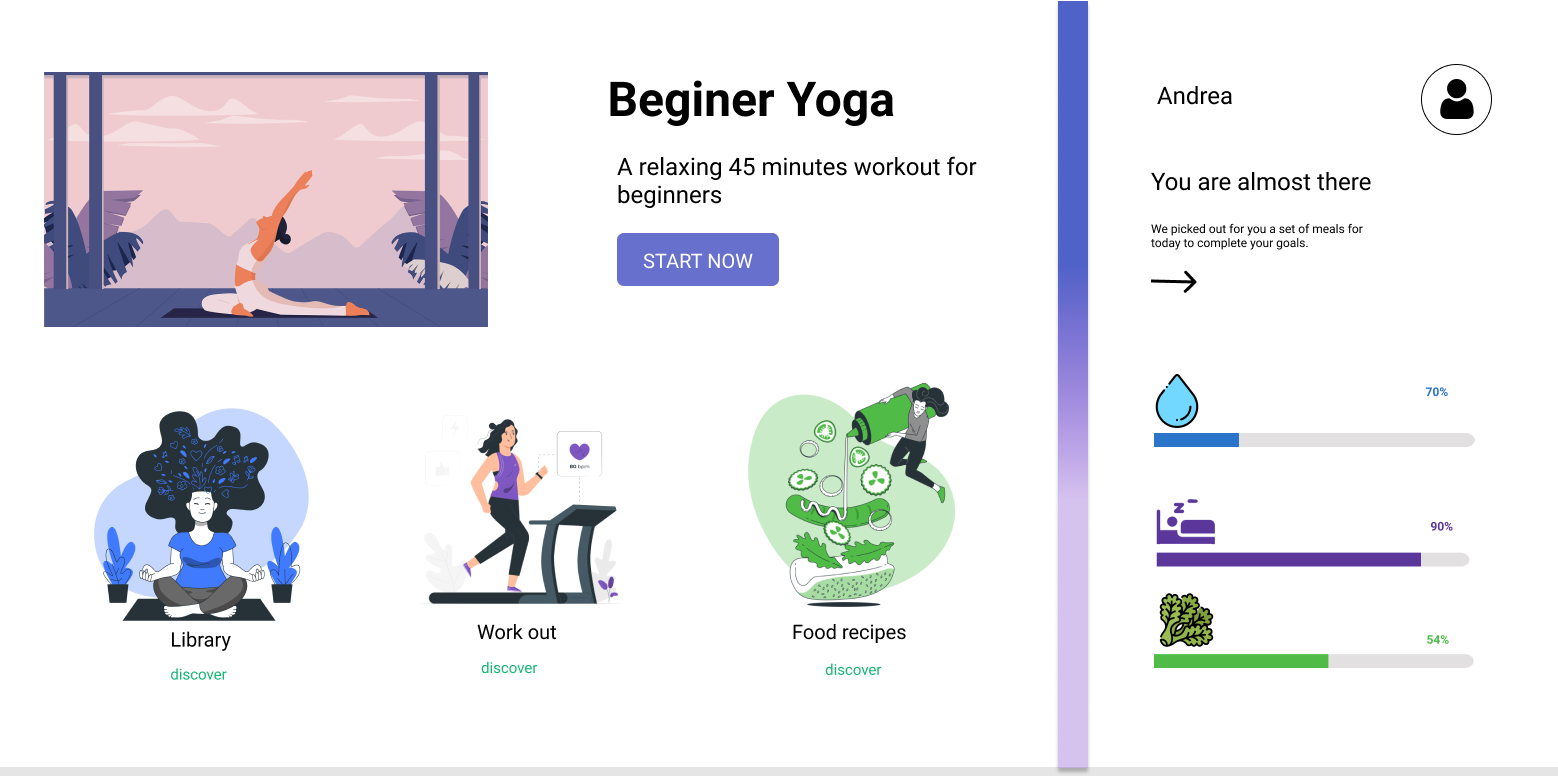 Beginer Yoga
A relaxing 45 minutes workout for
beginners
START NOW
80 bpm
Library
discover
Work out
discover
Food recipes
discover
Andrea
You are almost there
We picked out for you a set of meals for
today to complete your goals.
70%
z
90%
54%